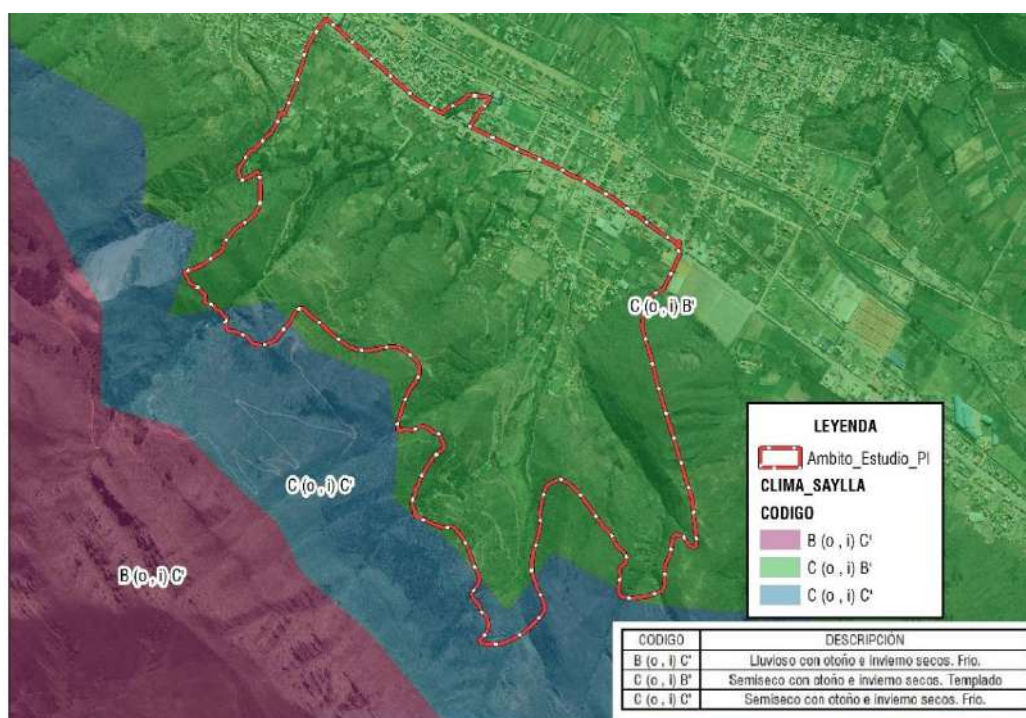 C (o , i) B'
C (o , i) C'
B (o , i) C'
LEYENDA
Ambito_Estudio_PI
CLIMA_SAYLLA
CODIGO
B (o , i) C'
C (o , i) B'
C (o , i) C'
CODIGO DESCRIPCIÓN
B (o , i) C' Lluvioso con otoño e invierno secos. Frio.
C (o , i) B' Semiseco con otoño e invierno secos. Templado
C (o , i) C' Semiseco con otoño e invierno secos. Frio.